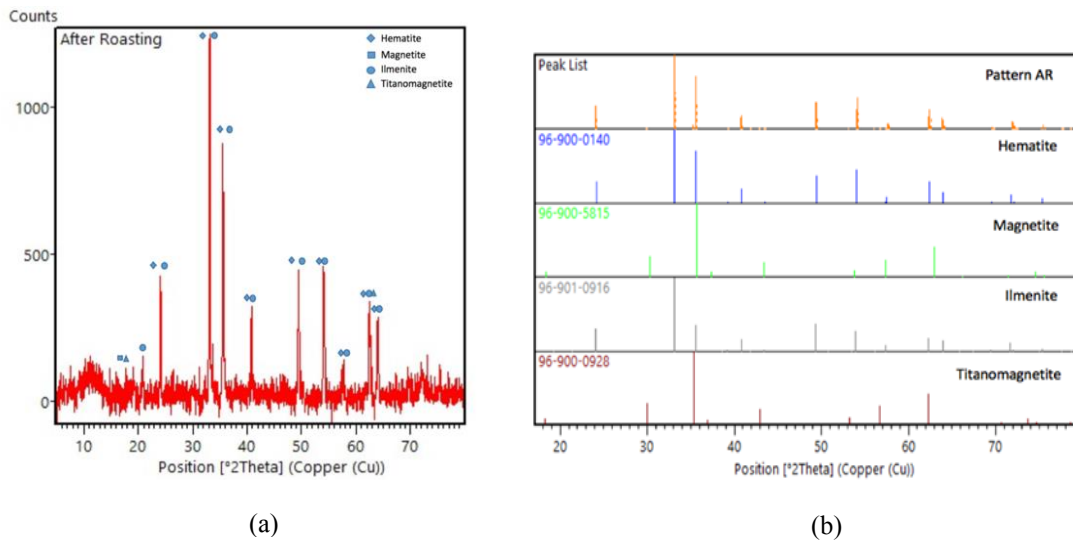 Counts
After Roasting
Hematite
Magnetite
Ilmenite
Titanomagnetite
1000
500
0
10 20 30 40 50 60 70
Position [°2Theta] (Copper (Cu))
(a)
Peak List
Pattern AR
96-900-0140
Hematite
96-900-5815
Magnetite
96-901-0916
Ilmenite
96-900-0928
Titanomagnetite
20 30 40 50 60 70
Position [°2Theta] (Copper (Cu))
(b)